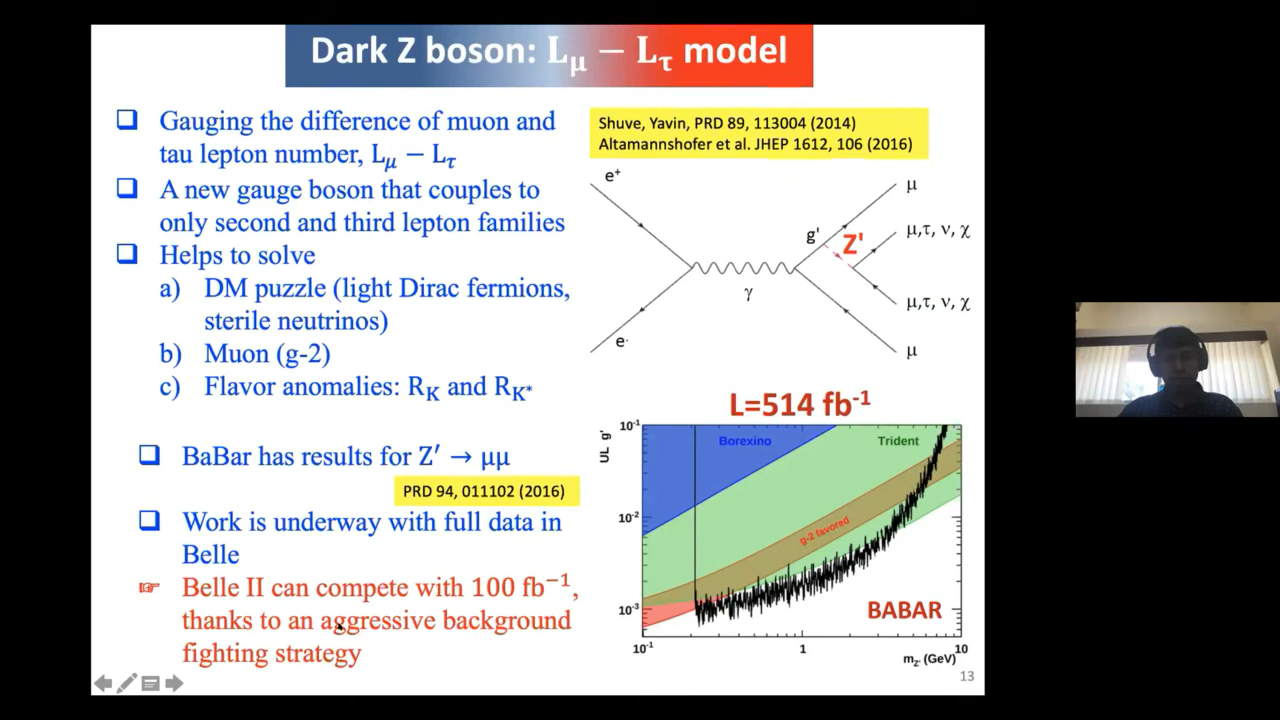 Dark Z boson: Lμ − Lτ model
❑ Gauging the difference of muon and
tau lepton number, Lμ − Lτ
❑ A new gauge boson that couples to
only second and third lepton families
❑ Helps to solve
a) DM puzzle (light Dirac fermions,
sterile neutrinos)
b) Muon (g-2)
c) Flavor anomalies: RK and RK*
❑ BaBar has results for Z′ → μμ
PRD 94, 011102 (2016)
❑ Work is underway with full data in
Belle
☞ Belle II can compete with 100 fb⁻¹,
thanks to an aggressive background
fighting strategy
Shuve, Yavin, PRD 89, 113004 (2014)
Altamannshofer et al. JHEP 1612, 106 (2016)
e⁺
e⁻
γ
g'
Z'
μ
μ,τ, ν, χ
μ,τ, ν, χ
μ
L=514 fb⁻¹
UL g'
10⁻¹
10⁻²
10⁻³
Borexino
Trident
g-2 favored
BABAR
10⁻¹
1
10
mZ' (GeV)
13